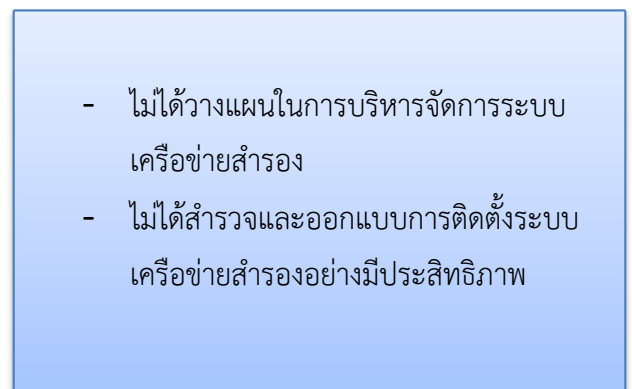 - ไม่ได้วางแผนในการบริหารจัดการระบบ
เครือข่ายสำรอง
- ไม่ได้สำรวจและออกแบบการติดตั้งระบบ
เครือข่ายสำรองอย่างมีประสิทธิภาพ